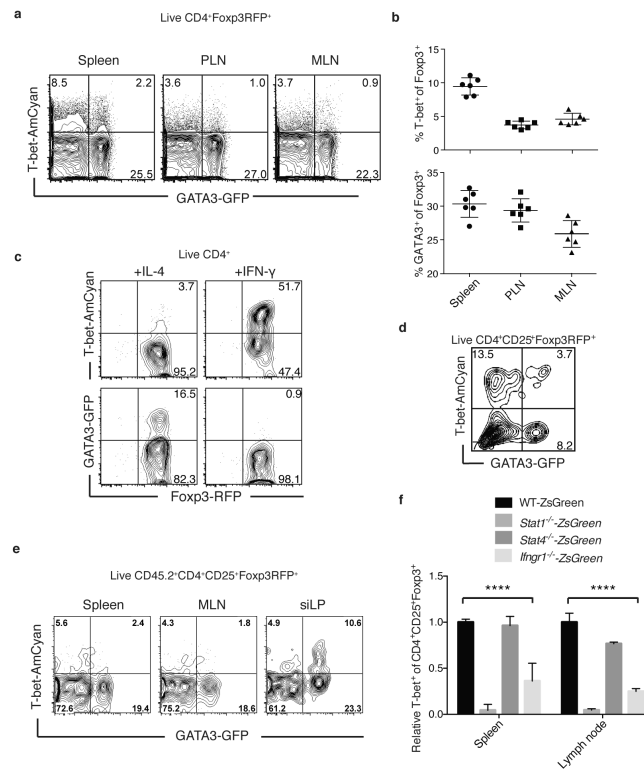 a
Live CD4+Foxp3RFP+
Spleen
PLN
MLN
8.5
2.2
25.5
3.6
1.0
27.0
3.7
0.9
22.3
T-bet-AmCyan
GATA3-GFP
b
% T-bet+ of Foxp3+
15
10
5
0
% GATA3+ of Foxp3+
35
30
25
20
Spleen
PLN
MLN
c
Live CD4+
+IL-4
+IFN-γ
3.7
95.2
51.7
47.4
T-bet-AmCyan
16.5
82.3
0.9
98.1
GATA3-GFP
Foxp3-RFP
d
Live CD4+CD25+Foxp3RFP+
13.5
3.7
8.2
T-bet-AmCyan
GATA3-GFP
e
Live CD45.2+CD4+CD25+Foxp3RFP+
Spleen
MLN
siLP
5.6
2.4
72.6
19.4
4.3
1.8
75.2
18.6
4.9
10.6
61.2
23.3
T-bet-AmCyan
GATA3-GFP
f
WT-ZsGreen
Stat1-/--ZsGreen
Stat4-/--ZsGreen
Ifngr1-/--ZsGreen
Relative T-bet+ of CD4+CD25+Foxp3+
1.5
1.0
0.5
0.0
****
****
Spleen
Lymph node